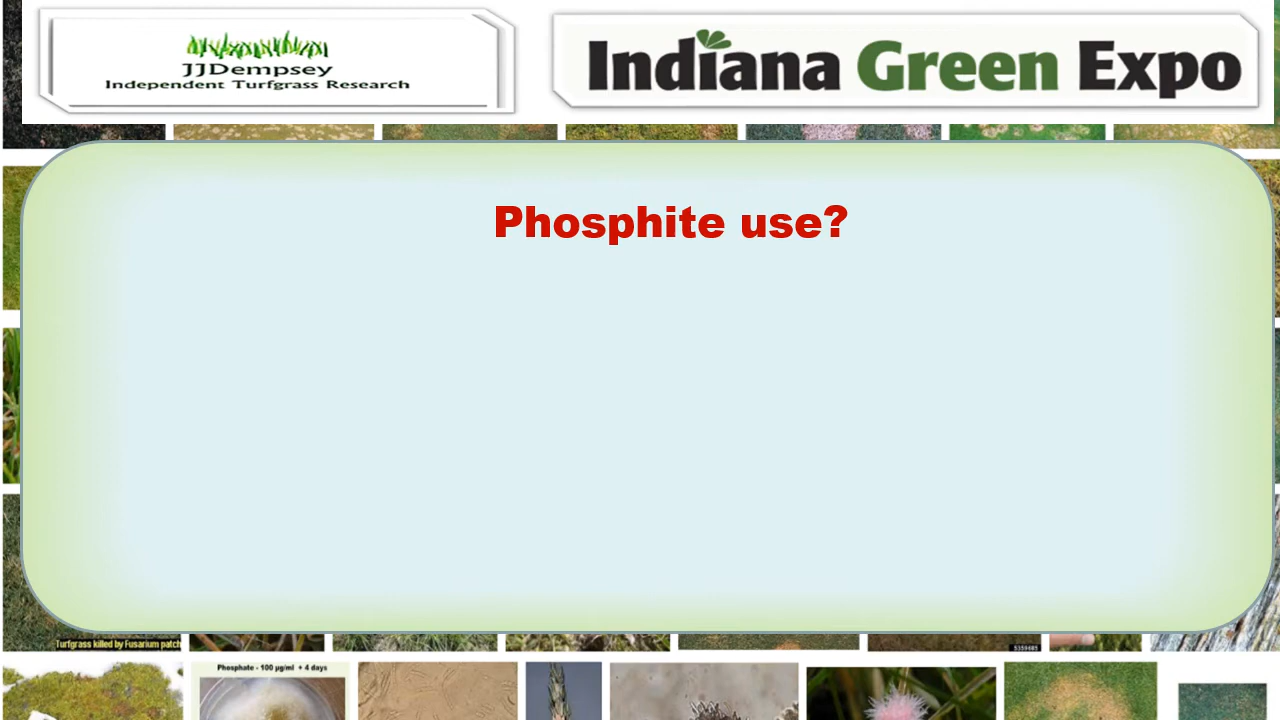 JJDempsey
Independent Turfgrass Research
Indiana Green Expo
Phosphite use?
Turfgrass killed by Fusarium patch
5359605
Phosphate - 100 µg/ml + 4 days